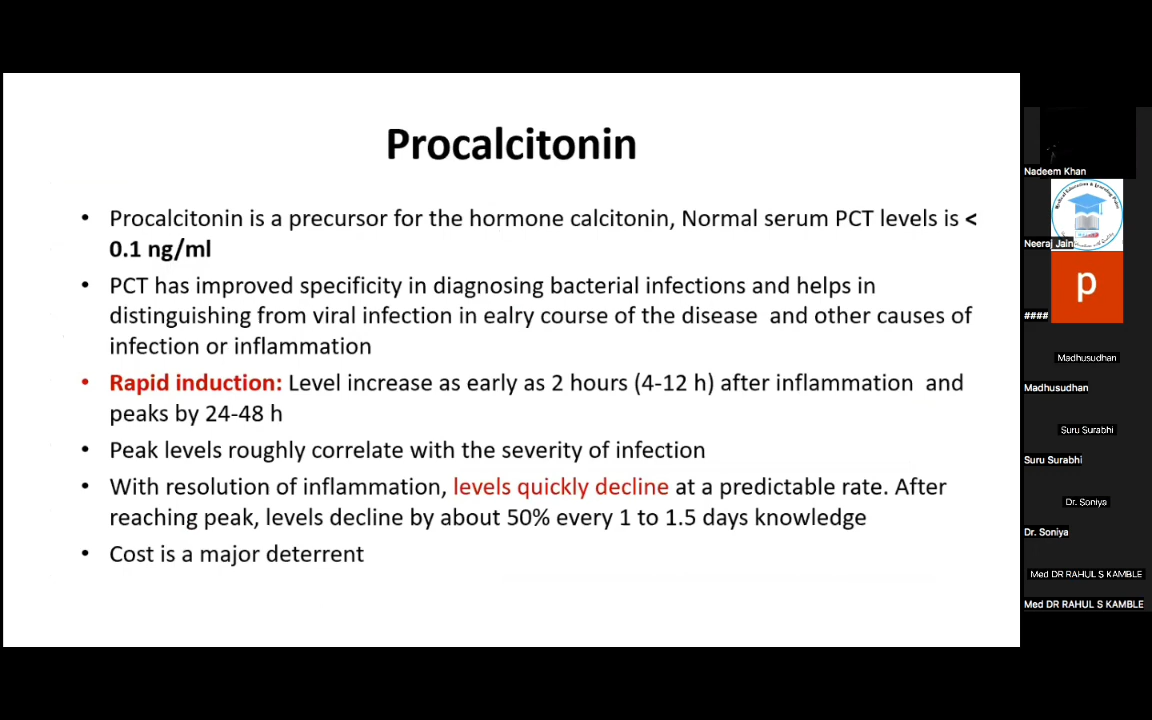 Procalcitonin
• Procalcitonin is a precursor for the hormone calcitonin, Normal serum PCT levels is <
0.1 ng/ml
• PCT has improved specificity in diagnosing bacterial infections and helps in
distinguishing from viral infection in ealry course of the disease and other causes of
infection or inflammation
• Rapid induction: Level increase as early as 2 hours (4-12 h) after inflammation and
peaks by 24-48 h
• Peak levels roughly correlate with the severity of infection
• With resolution of inflammation, levels quickly decline at a predictable rate. After
reaching peak, levels decline by about 50% every 1 to 1.5 days knowledge
• Cost is a major deterrent
Nadeem Khan
Neeraj Jain
p
####
Madhusudhan
Madhusudhan
Suru Surabhi
Suru Surabhi
Dr. Soniya
Dr. Soniya
Med DR RAHUL S KAMBLE
Med DR RAHUL S KAMBLE